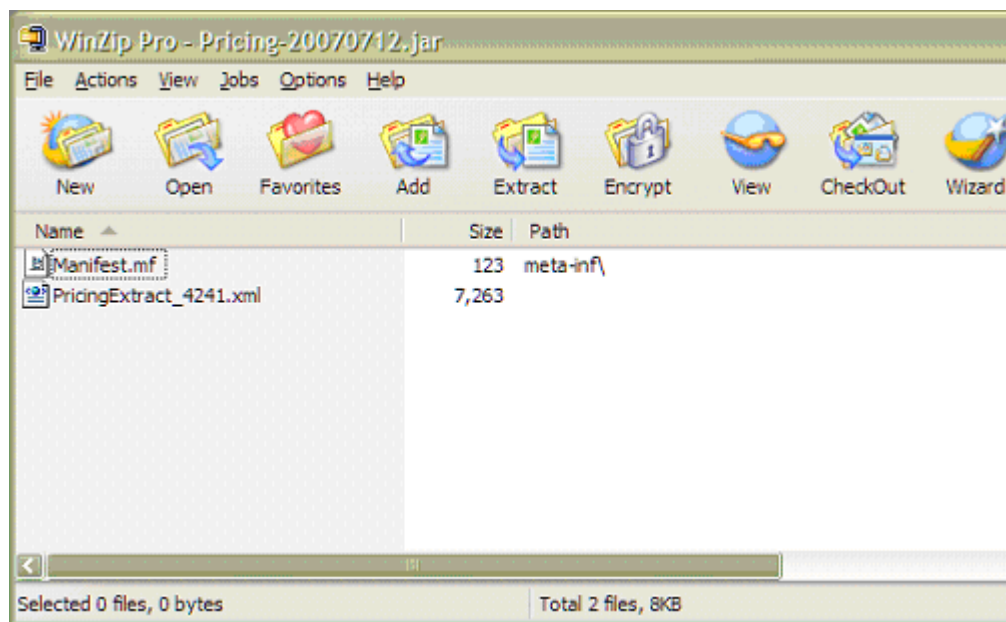 WinZip Pro - Pricing-20070712.jar
File Actions View Jobs Options Help
New Open Favorites Add Extract Encrypt View CheckOut Wizard
Name Size Path
Manifest.mf 123 meta-inf\
PricingExtract_4241.xml 7,263
Selected 0 files, 0 bytes Total 2 files, 8KB